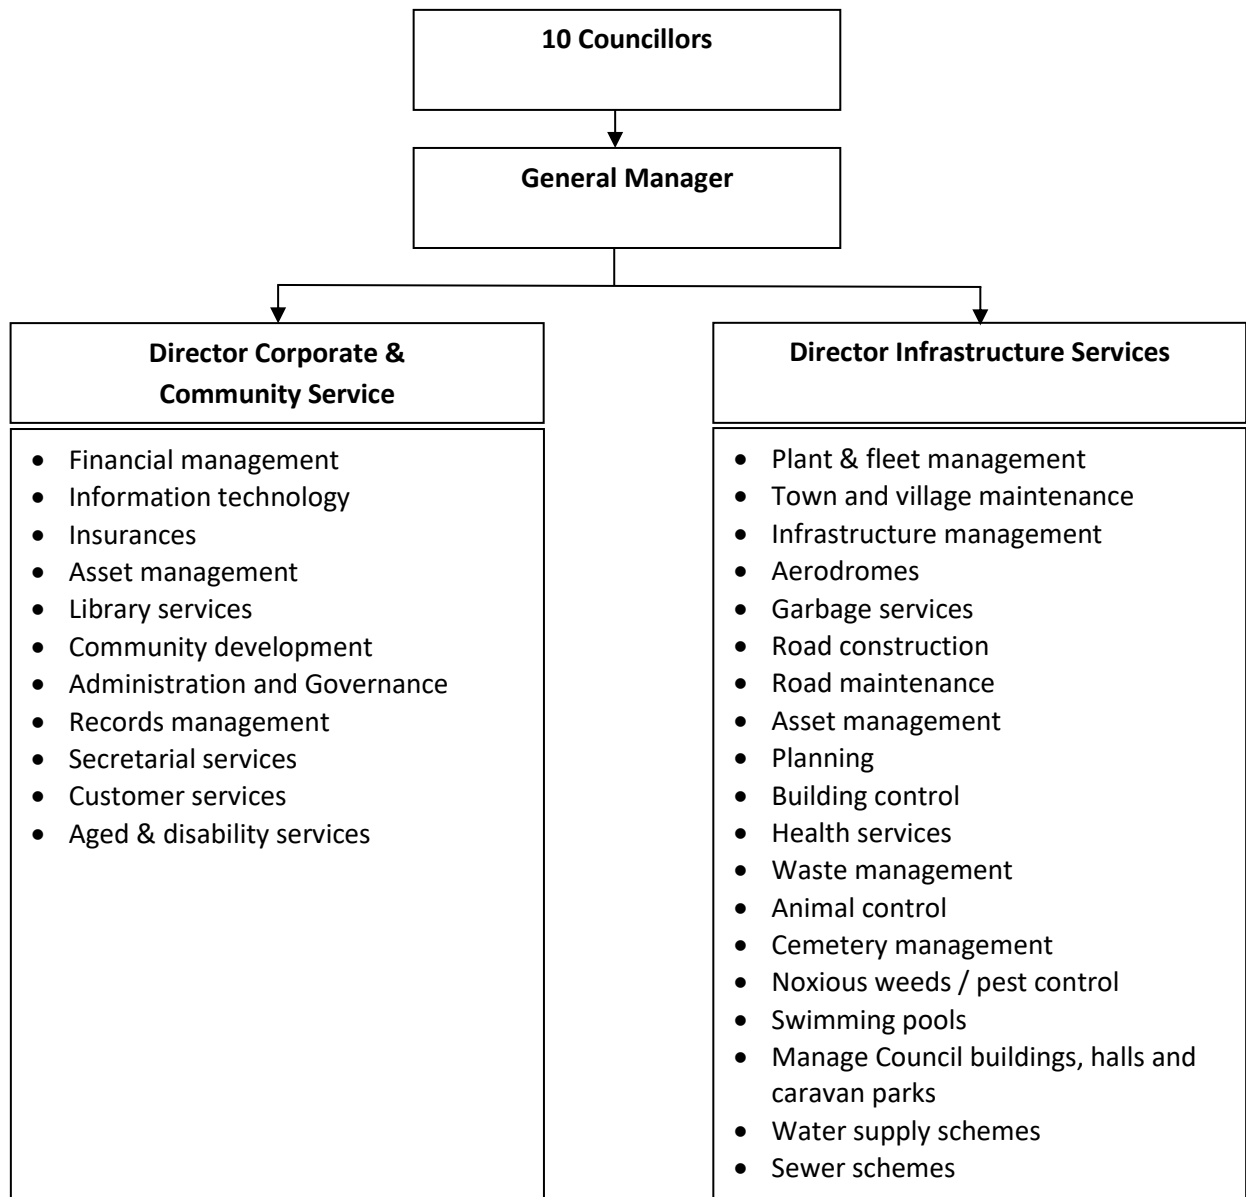 10 Councillors
General Manager
Director Corporate &
Community Service
• Financial management
• Information technology
• Insurances
• Asset management
• Library services
• Community development
• Administration and Governance
• Records management
• Secretarial services
• Customer services
• Aged & disability services
Director Infrastructure Services
• Plant & fleet management
• Town and village maintenance
• Infrastructure management
• Aerodromes
• Garbage services
• Road construction
• Road maintenance
• Asset management
• Planning
• Building control
• Health services
• Waste management
• Animal control
• Cemetery management
• Noxious weeds / pest control
• Swimming pools
• Manage Council buildings, halls and
caravan parks
• Water supply schemes
• Sewer schemes